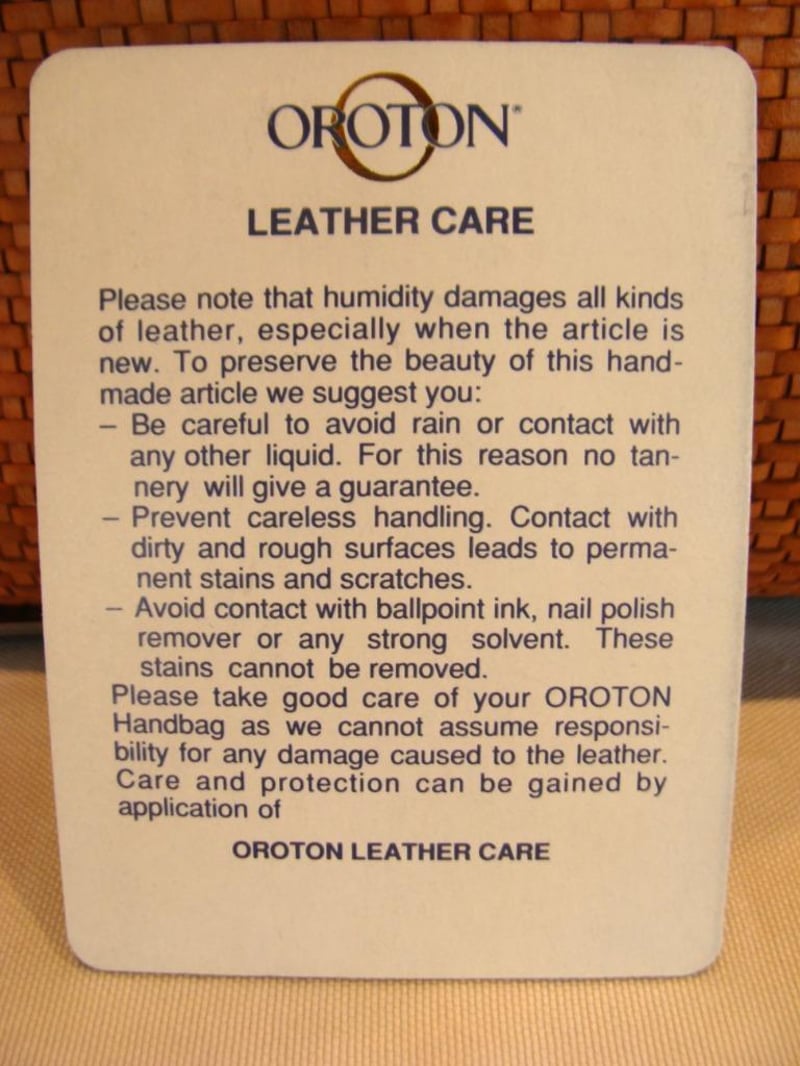 OROTON®
LEATHER CARE
Please note that humidity damages all kinds
of leather, especially when the article is
new. To preserve the beauty of this hand-
made article we suggest you:
– Be careful to avoid rain or contact with
any other liquid. For this reason no tan-
nery will give a guarantee.
– Prevent careless handling. Contact with
dirty and rough surfaces leads to perma-
nent stains and scratches.
– Avoid contact with ballpoint ink, nail polish
remover or any strong solvent. These
stains cannot be removed.
Please take good care of your OROTON
Handbag as we cannot assume responsi-
bility for any damage caused to the leather.
Care and protection can be gained by
application of
OROTON LEATHER CARE